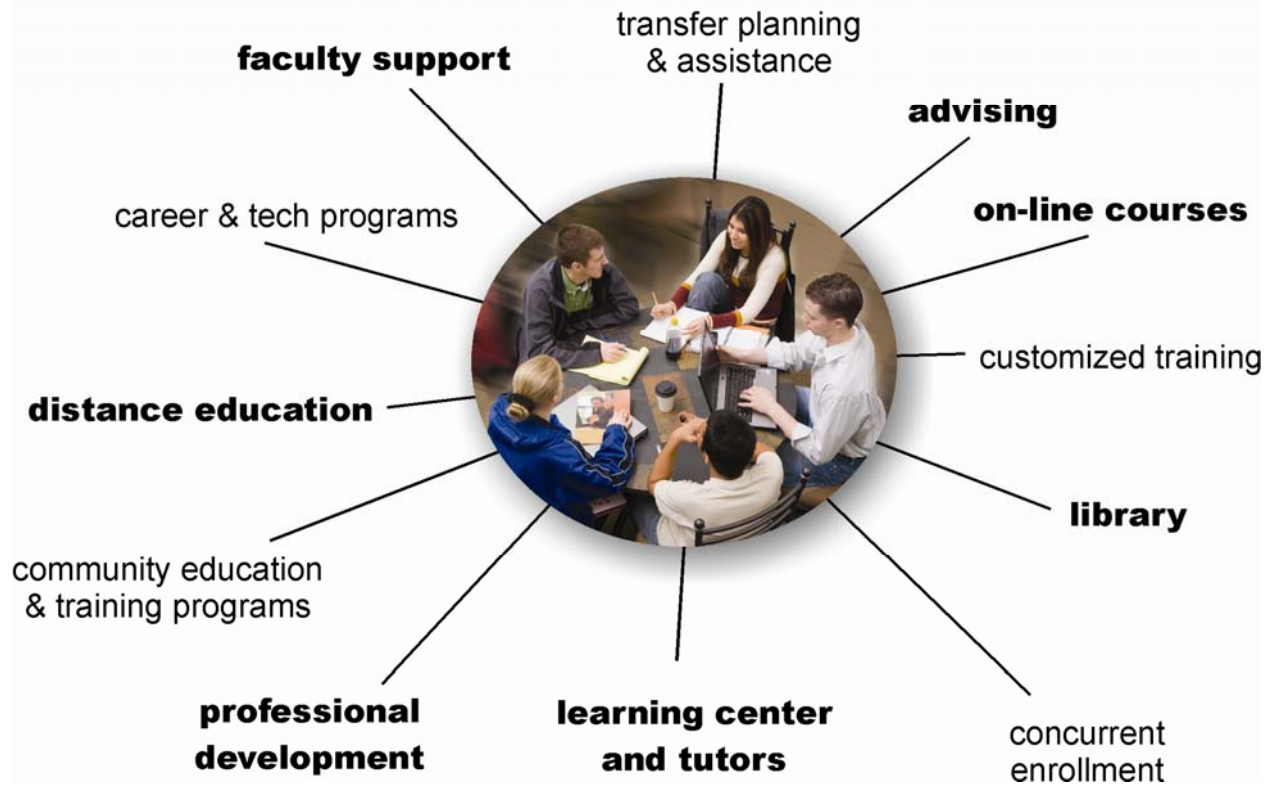 transfer planning
& assistance
faculty support
advising
career & tech programs
on-line courses
customized training
distance education
library
community education
& training programs
professional
development
learning center
and tutors
concurrent
enrollment